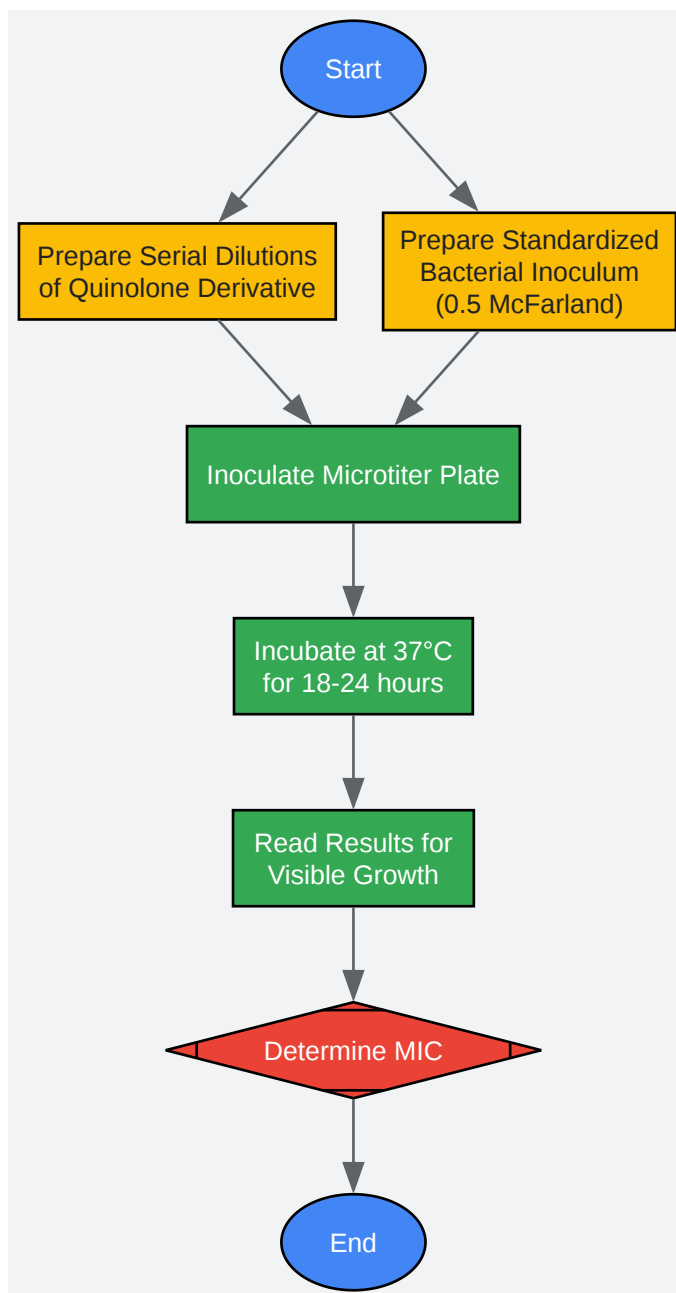 Start
Prepare Serial Dilutions
of Quinolone Derivative
Prepare Standardized
Bacterial Inoculum
(0.5 McFarland)
Inoculate Microtiter Plate
Incubate at 37°C
for 18-24 hours
Read Results for
Visible Growth
Determine MIC
End